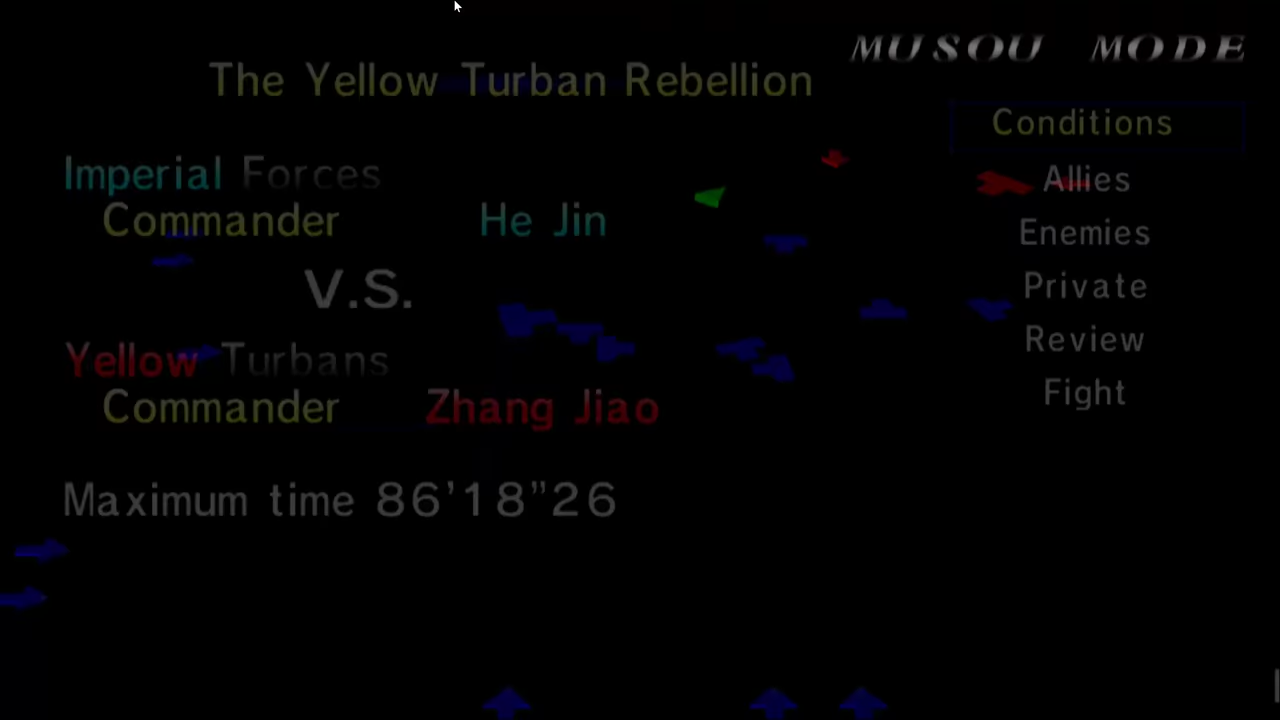 MUSOU MODE
The Yellow Turban Rebellion
Conditions
Imperial Forces
Allies
Commander He Jin
Enemies
V.S.
Private
Review
Yellow Turbans
Fight
Commander Zhang Jiao
Maximum time 86'18"26